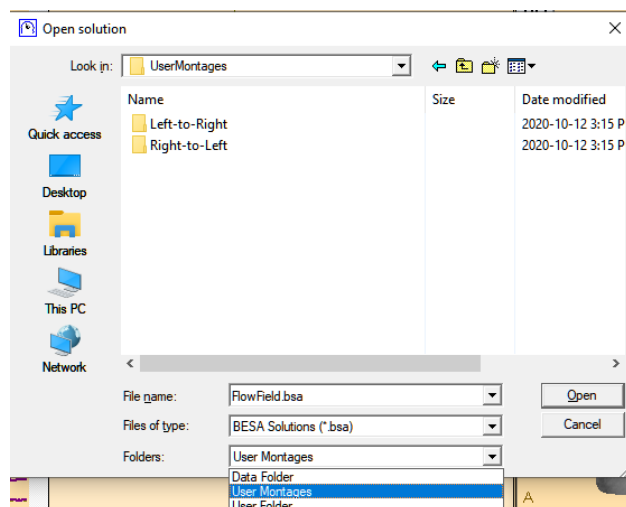 Open solution
Look in: UserMontages
Name Size Date modified
Left-to-Right 2020-10-12 3:15 P
Right-to-Left 2020-10-12 3:15 P
Quick access
Desktop
Libraries
This PC
Network
File name: FlowField.bsa Open
Files of type: BESA Solutions (*.bsa) Cancel
Folders: User Montages
Data Folder
User Montages
User Folder
A